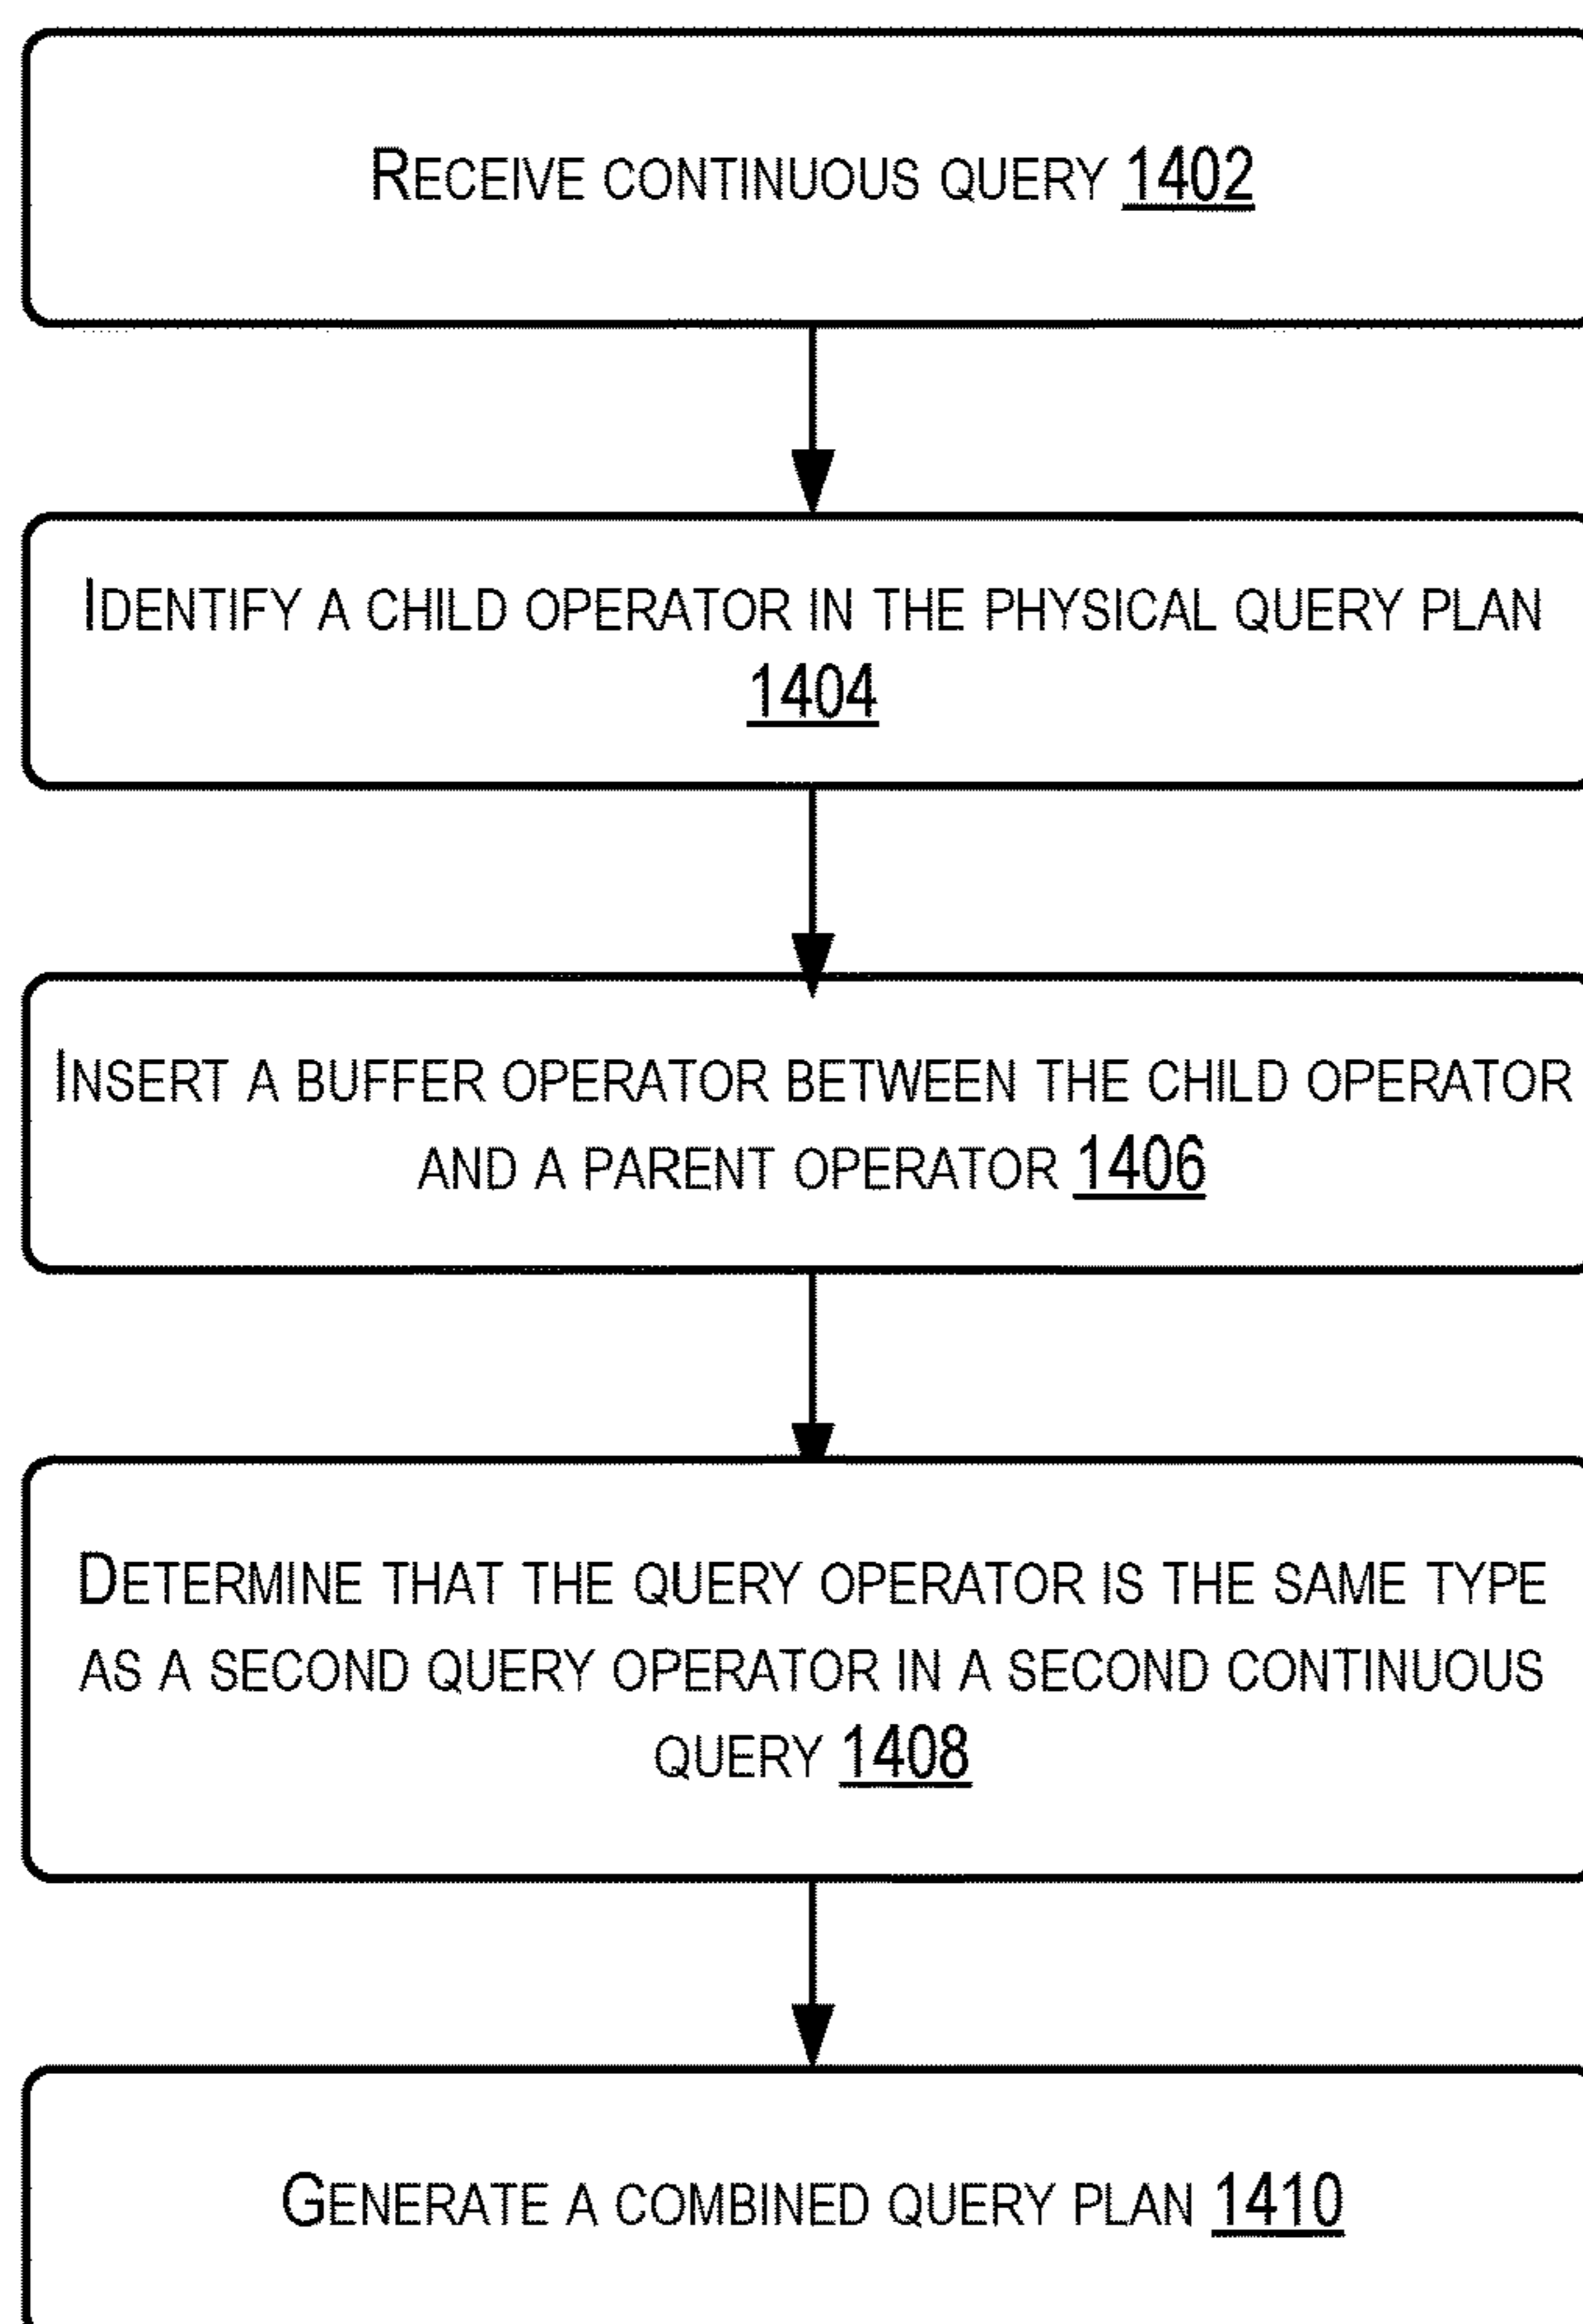 RECEIVE CONTINUOUS QUERY 1402
IDENTIFY A CHILD OPERATOR IN THE PHYSICAL QUERY PLAN
1404
INSERT A BUFFER OPERATOR BETWEEN THE CHILD OPERATOR
AND A PARENT OPERATOR 1406
DETERMINE THAT THE QUERY OPERATOR IS THE SAME TYPE
AS A SECOND QUERY OPERATOR IN A SECOND CONTINUOUS
QUERY 1408
GENERATE A COMBINED QUERY PLAN 1410